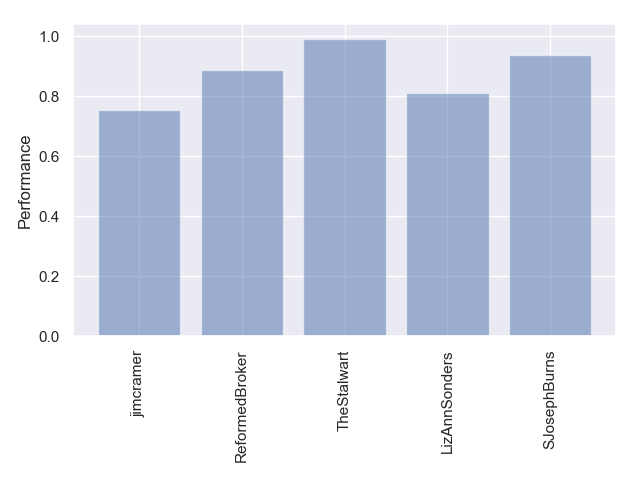 1.0
0.8
0.6
0.4
0.2
0.0
Performance
jimcramer
ReformedBroker
TheStalwart
LizAnnSonders
SJosephBurns